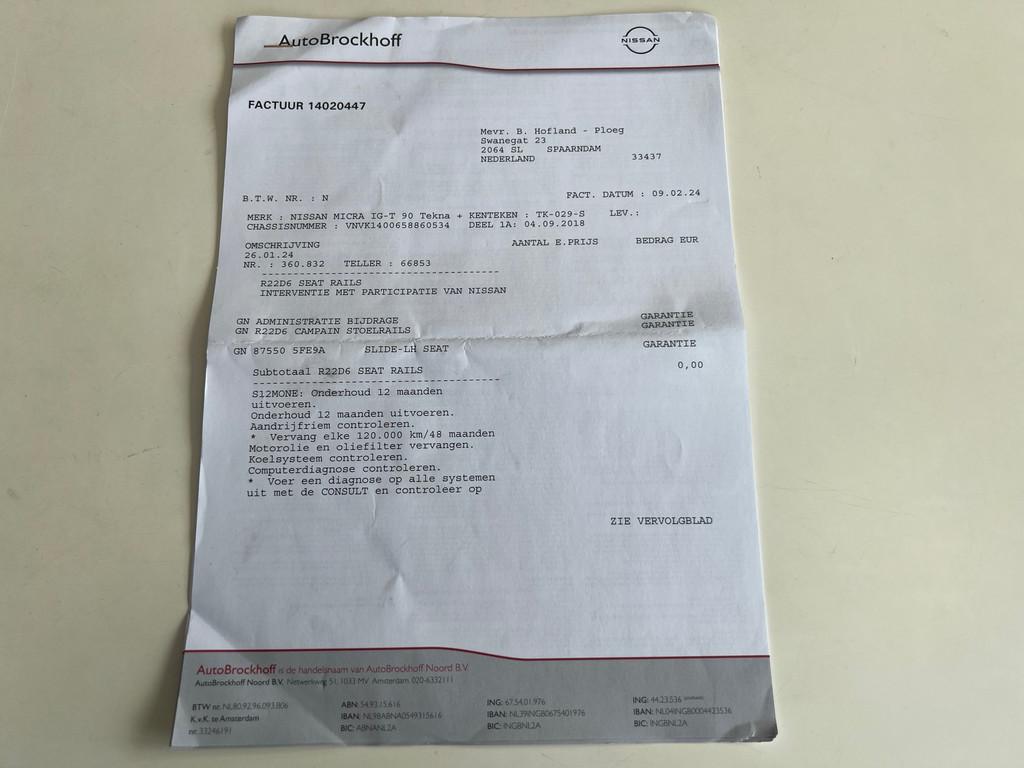 AutoBrockhoff
NISSAN
FACTUUR 14020447
Mevr. B. Hofland - Ploeg
Swanegat 23
2064 SL SPAARNDAM
NEDERLAND 33437
B.T.W. NR. : N FACT. DATUM : 09.02.24
MERK : NISSAN MICRA IG-T 90 Tekna + KENTEKEN : TK-029-S LEV.:
CHASSISNUMMER : VNVK1400658860534 DEEL 1A: 04.09.2018
OMSCHRIJVING AANTAL E.PRIJS BEDRAG EUR
26.01.24
NR. : 360.832 TELLER : 66853
----------------------------------------
R22D6 SEAT RAILS
INTERVENTIE MET PARTICIPATIE VAN NISSAN
GN ADMINISTRATIE BIJDRAGE GARANTIE
GN R22D6 CAMPAIN STOELRAILS GARANTIE
GN 87550 5FE9A SLIDE-LH SEAT GARANTIE
Subtotaal R22D6 SEAT RAILS 0,00
----------------------------------------
S12MONE: Onderhoud 12 maanden
uitvoeren.
Onderhoud 12 maanden uitvoeren.
Aandrijfriem controleren.
* Vervang elke 120.000 km/48 maanden
Motorolie en oliefilter vervangen.
Koelsysteem controleren.
Computerdiagnose controleren.
* Voer een diagnose op alle systemen
uit met de CONSULT en controleer op
ZIE VERVOLGBLAD
AutoBrockhoff is de handelsnaam van AutoBrockhoff Noord B.V.
AutoBrockhoff Noord B.V. Netwerkweg 51, 1033 MV Amsterdam 020-6332111
BTW nr. NL80.92.96.093.B06 ABN: 54.93.15.616 ING: 67.54.01.976 ING: 44.23.536
K.v.K. te Amsterdam IBAN: NL98ABNA0549315616 IBAN: NL39INGB0675401976 IBAN: NL04INGB0004423536
nr. 33246191 BIC: ABNANL2A BIC: INGBNL2A BIC: INGBNL2A